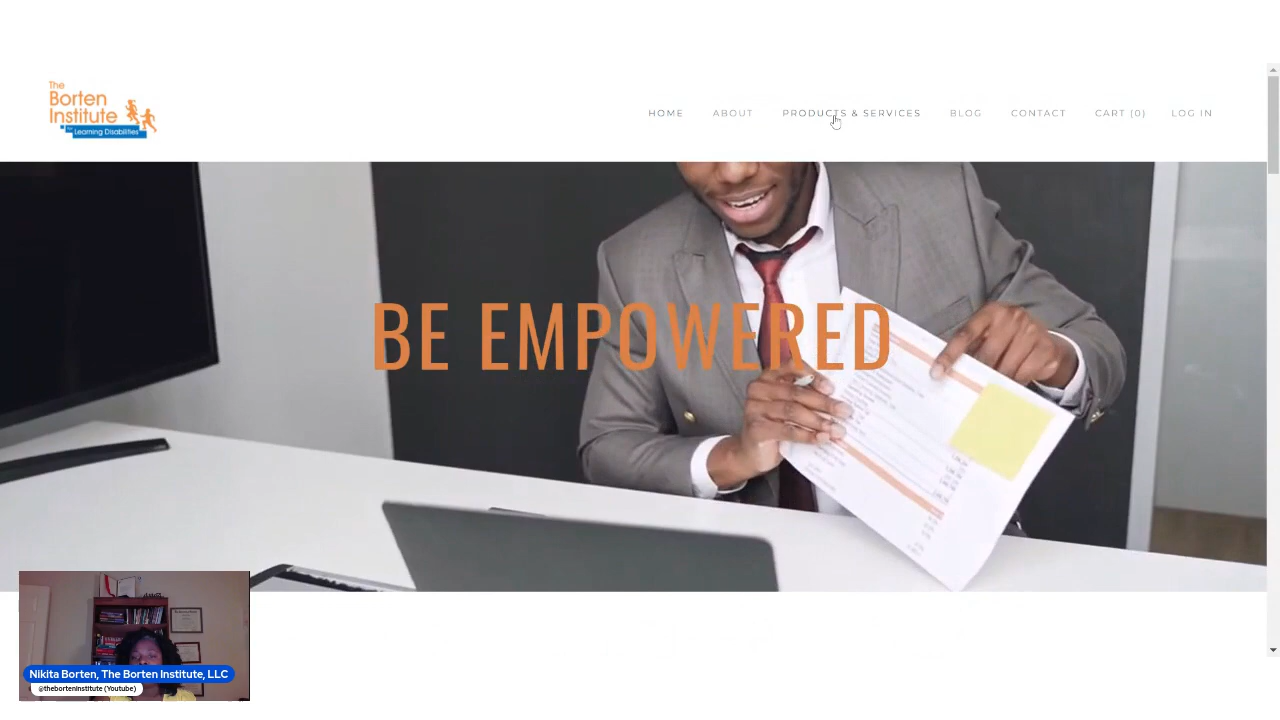 The
Borten
Institute
for Learning Disabilities
HOME ABOUT PRODUCTS & SERVICES BLOG CONTACT CART (0) LOG IN
BE EMPOWERED
Nikita Borten, The Borten Institute, LLC
@theborteninstitute (Youtube)